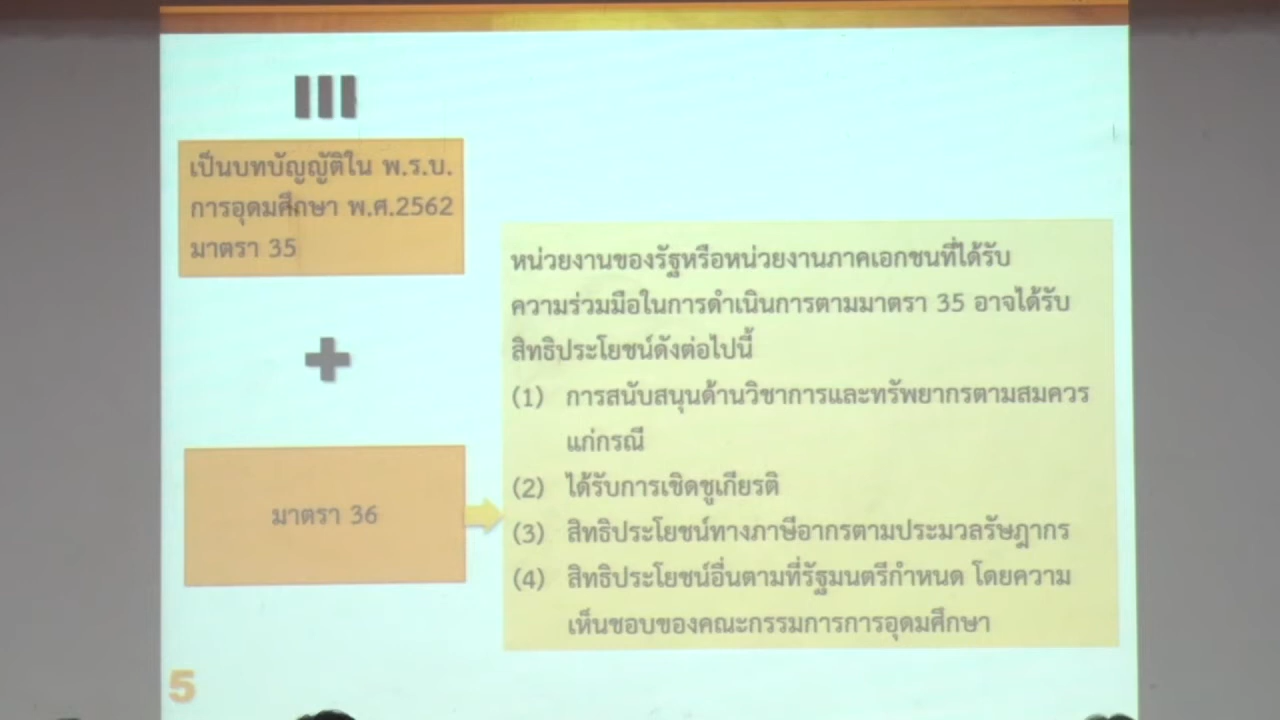 เป็นบทบัญญัติใน พ.ร.บ.
การอุดมศึกษา พ.ศ.2562
มาตรา 35
มาตรา 36
หน่วยงานของรัฐหรือหน่วยงานภาคเอกชนที่ได้รับ
ความร่วมมือในการดำเนินการตามมาตรา 35 อาจได้รับ
สิทธิประโยชน์ดังต่อไปนี้
(1) การสนับสนุนด้านวิชาการและทรัพยากรตามสมควร
แก่กรณี
(2) ได้รับการเชิดชูเกียรติ
(3) สิทธิประโยชน์ทางภาษีอากรตามประมวลรัษฎากร
(4) สิทธิประโยชน์อื่นตามที่รัฐมนตรีกำหนด โดยความ
เห็นชอบของคณะกรรมการการอุดมศึกษา
5